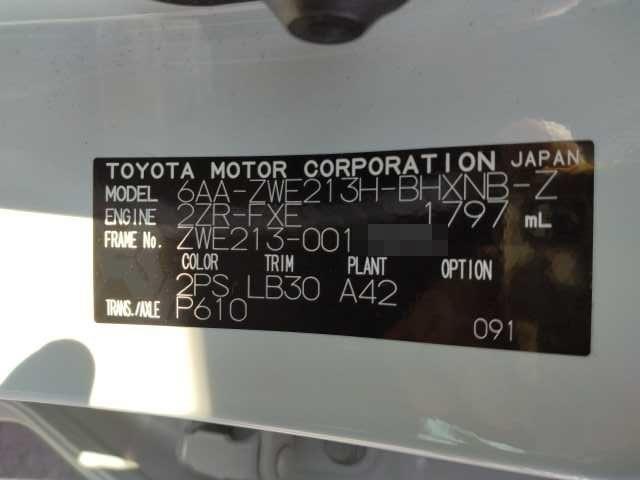 TOYOTA MOTOR CORPORATION JAPAN
MODEL 6AA-ZWE213H-BHXNB-Z
ENGINE 2ZR-FXE 1797 mL
FRAME No. ZWE213-001
COLOR TRIM PLANT OPTION
2PS LB30 A42
TRANS./AXLE P610
091